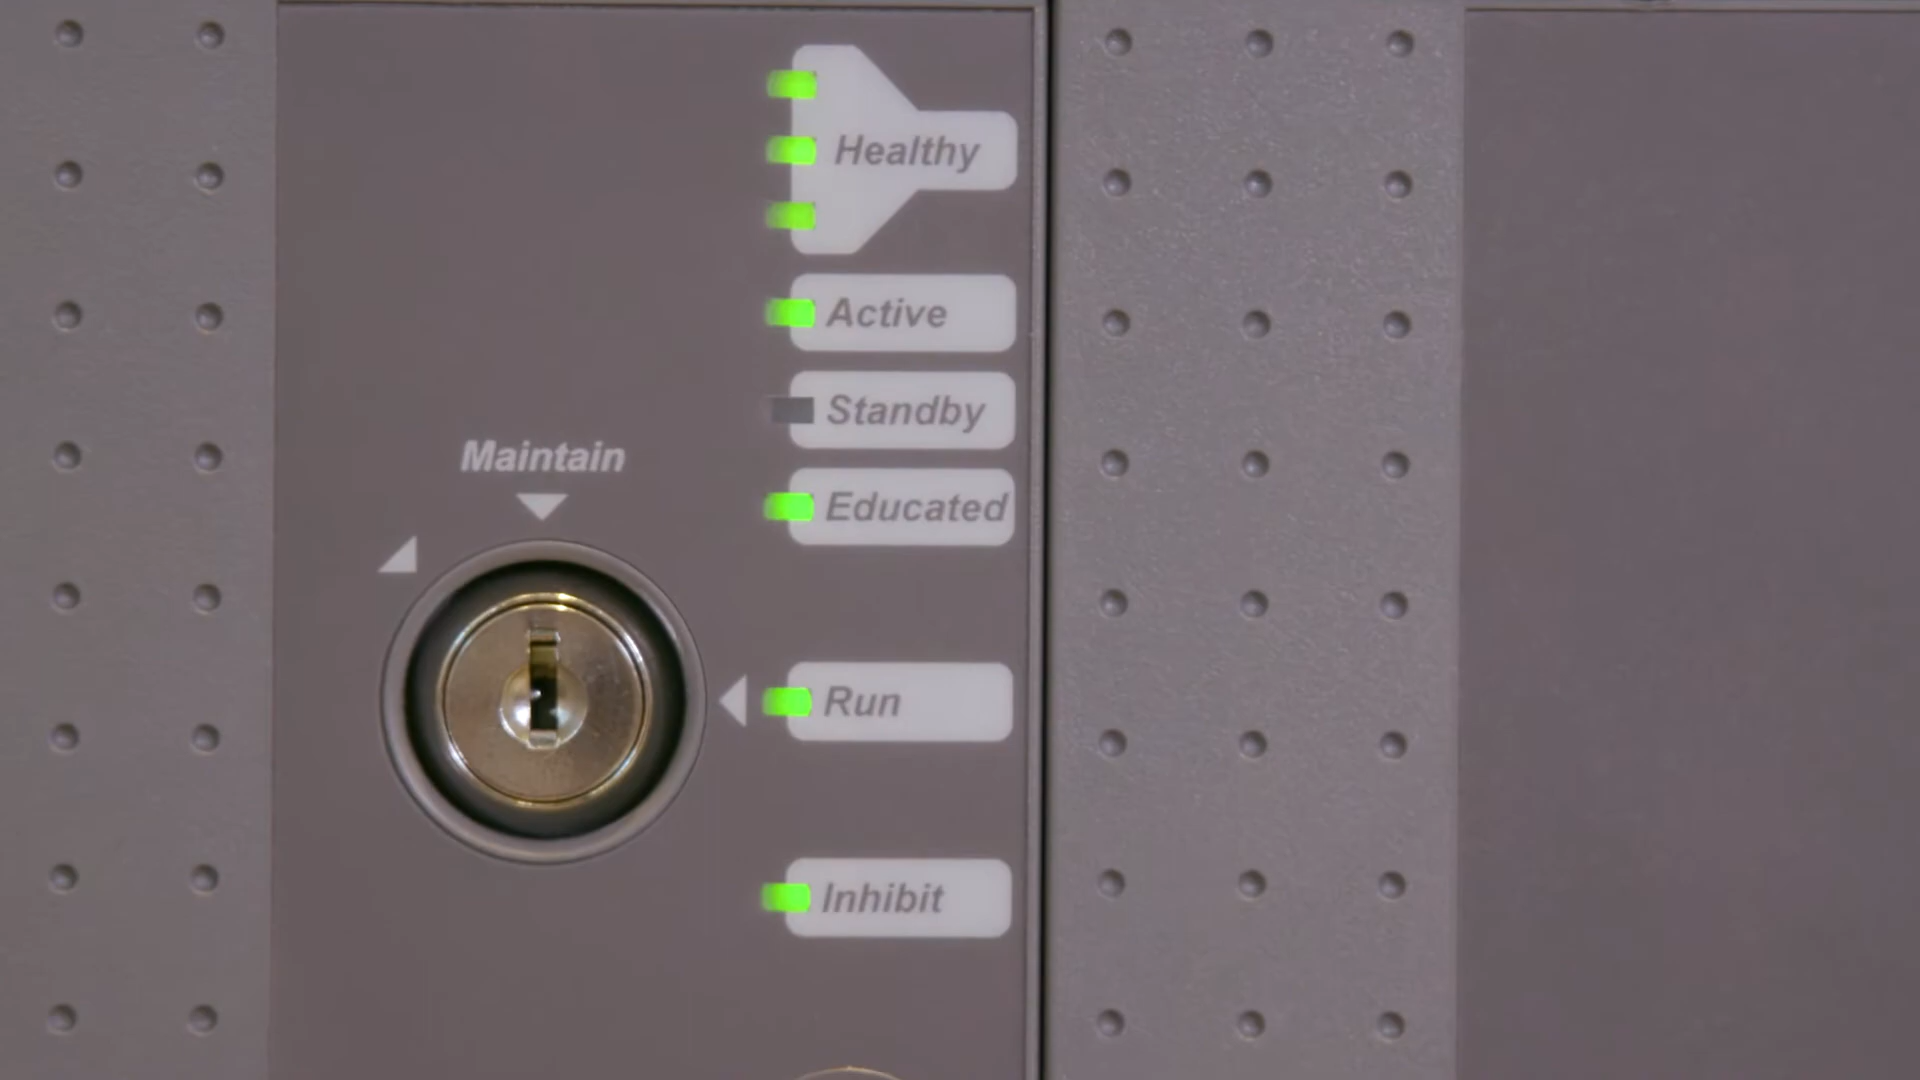 Healthy
Active
Standby
Maintain
Educated
Run
Inhibit